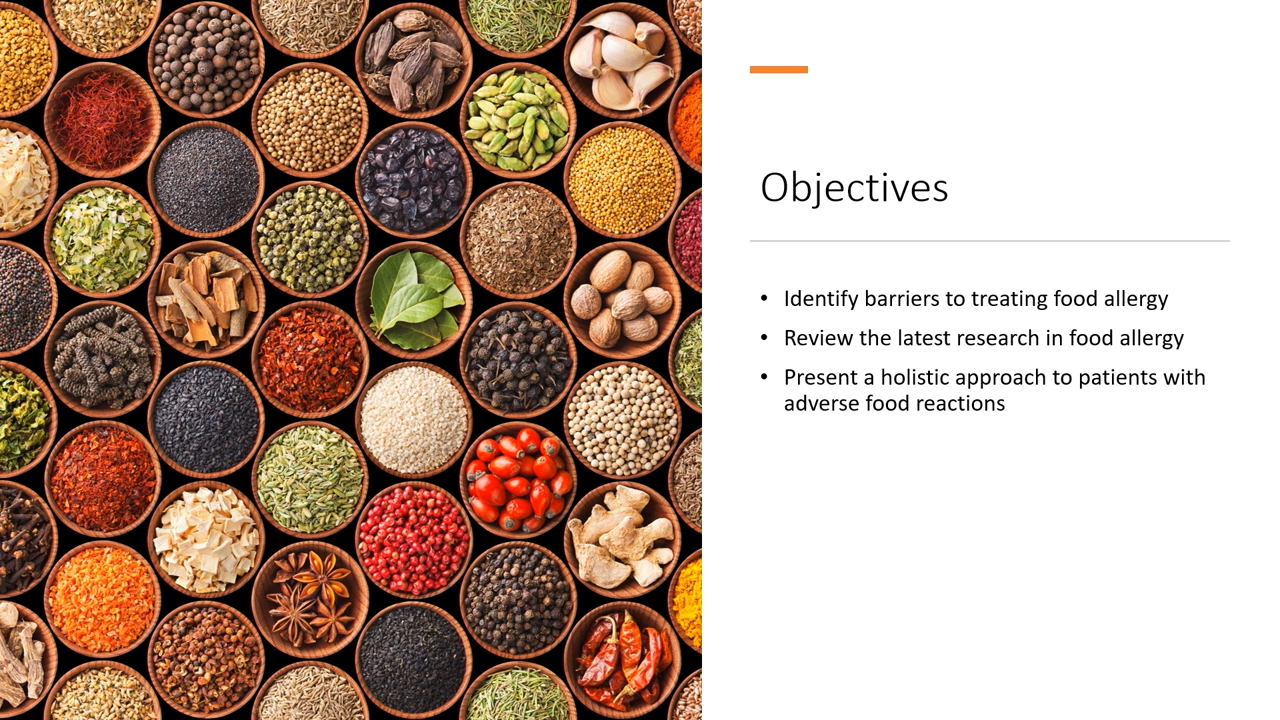 Objectives
• Identify barriers to treating food allergy
• Review the latest research in food allergy
• Present a holistic approach to patients with
adverse food reactions